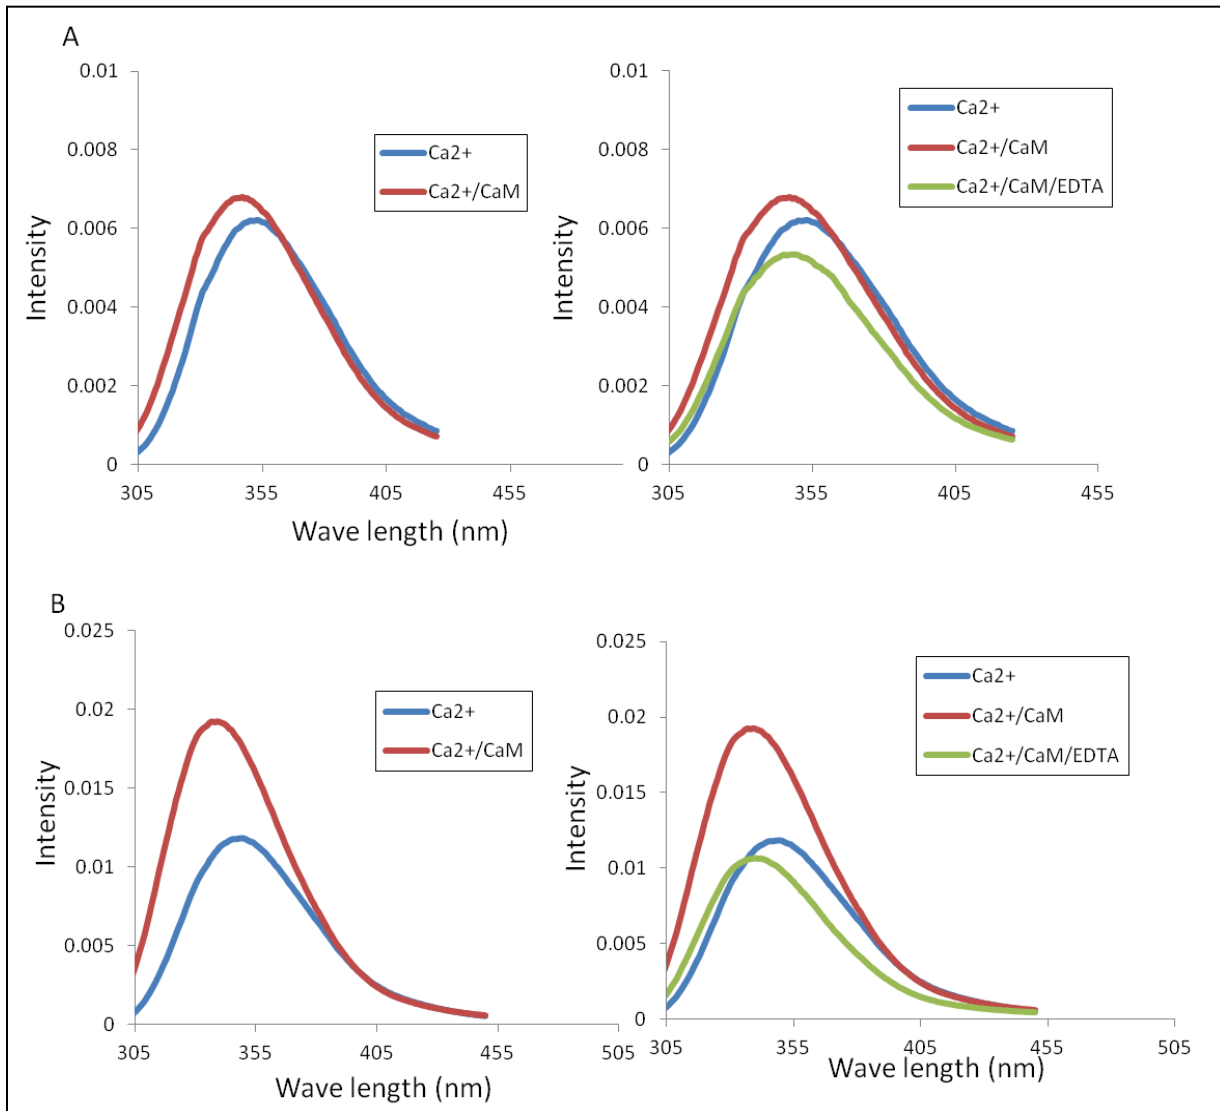 A
0.01
0.008
0.006
0.004
0.002
0
305
355
405
455
Intensity
Wave length (nm)
Ca2+
Ca2+/CaM
0.01
0.008
0.006
0.004
0.002
0
305
355
405
455
Intensity
Ca2+
Ca2+/CaM
Ca2+/CaM/EDTA
B
0.025
0.02
0.015
0.01
0.005
0
305
355
405
455
505
Intensity
Wave length (nm)
Ca2+
Ca2+/CaM
0.025
0.02
0.015
0.01
0.005
0
305
355
405
455
505
Intensity
Wave length (nm)
Ca2+
Ca2+/CaM
Ca2+/CaM/EDTA